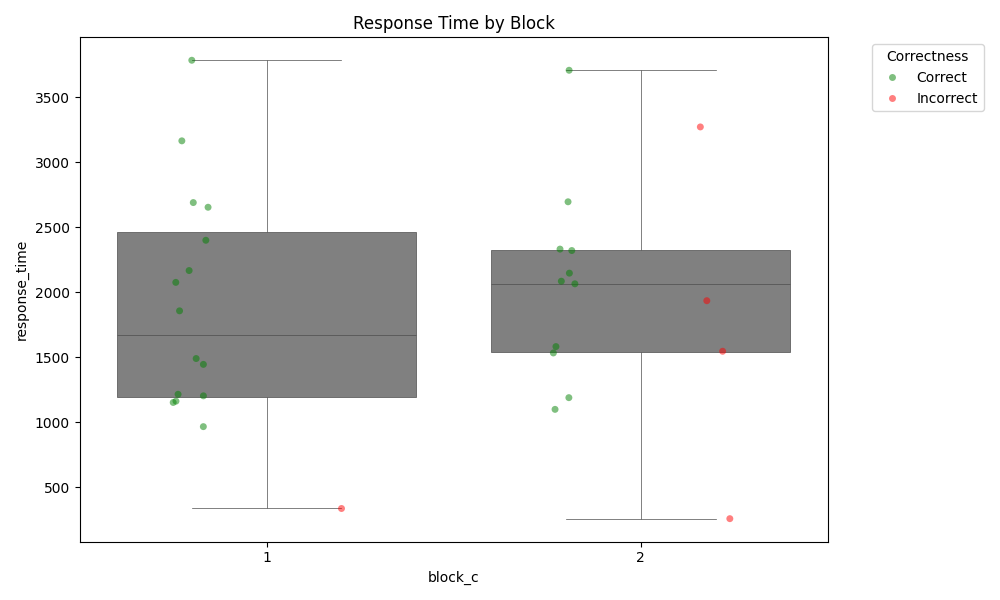 Response Time by Block
Correctness
Correct
Incorrect
response_time
3500
3000
2500
2000
1500
1000
500
1
2
block_c